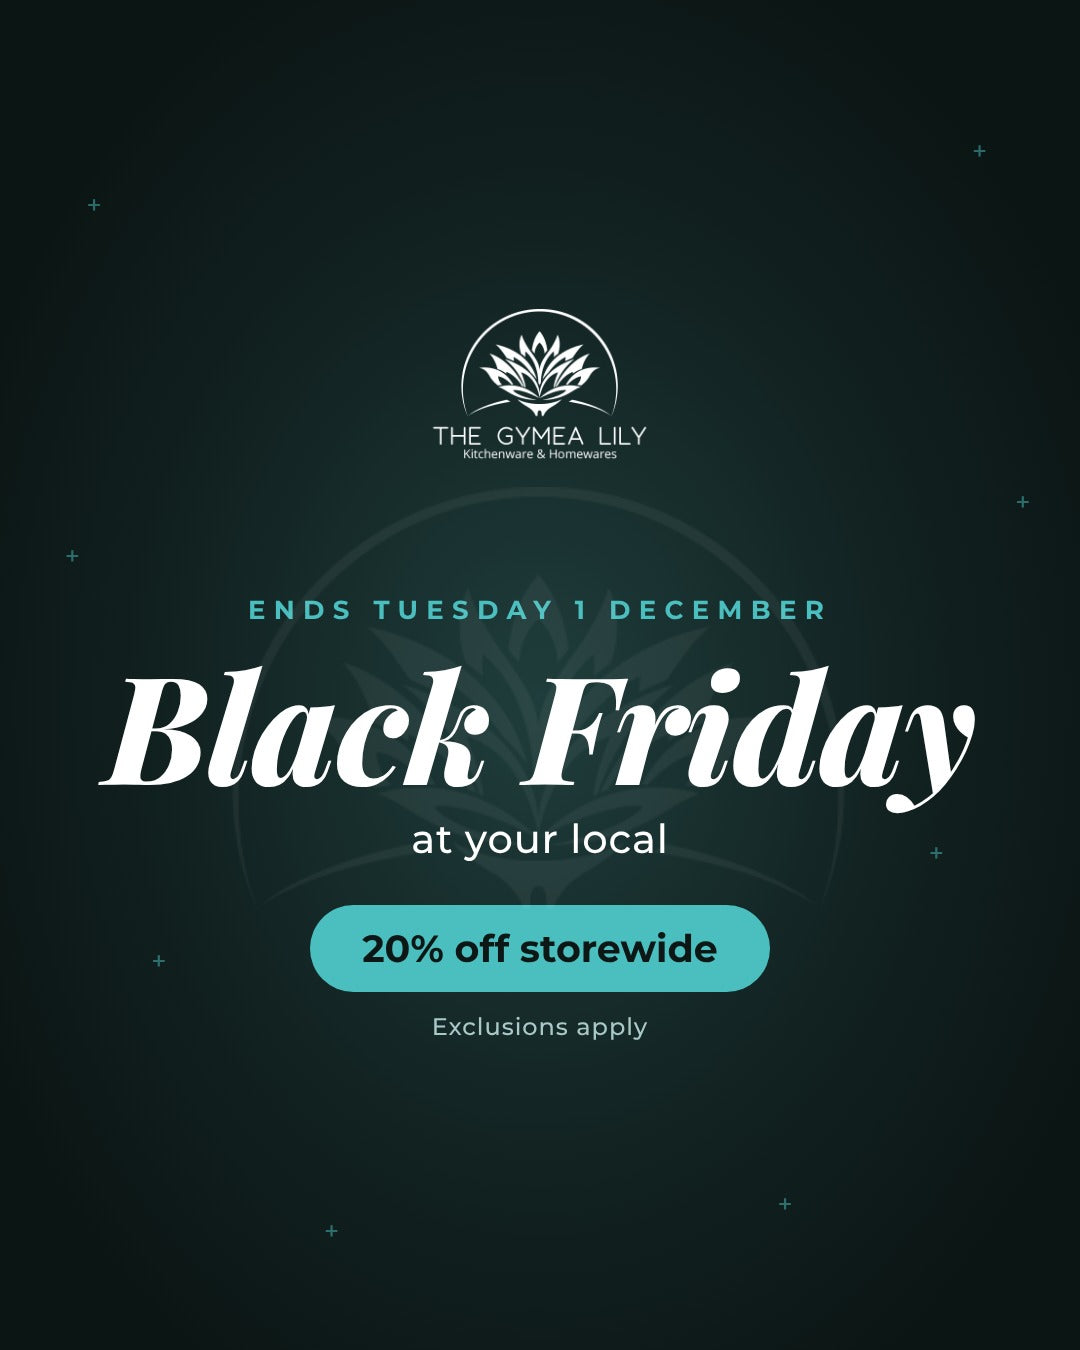 THE GYMEA LILY
Kitchenware & Homewares
ENDS TUESDAY 1 DECEMBER
Black Friday
at your local
20% off storewide
Exclusions apply